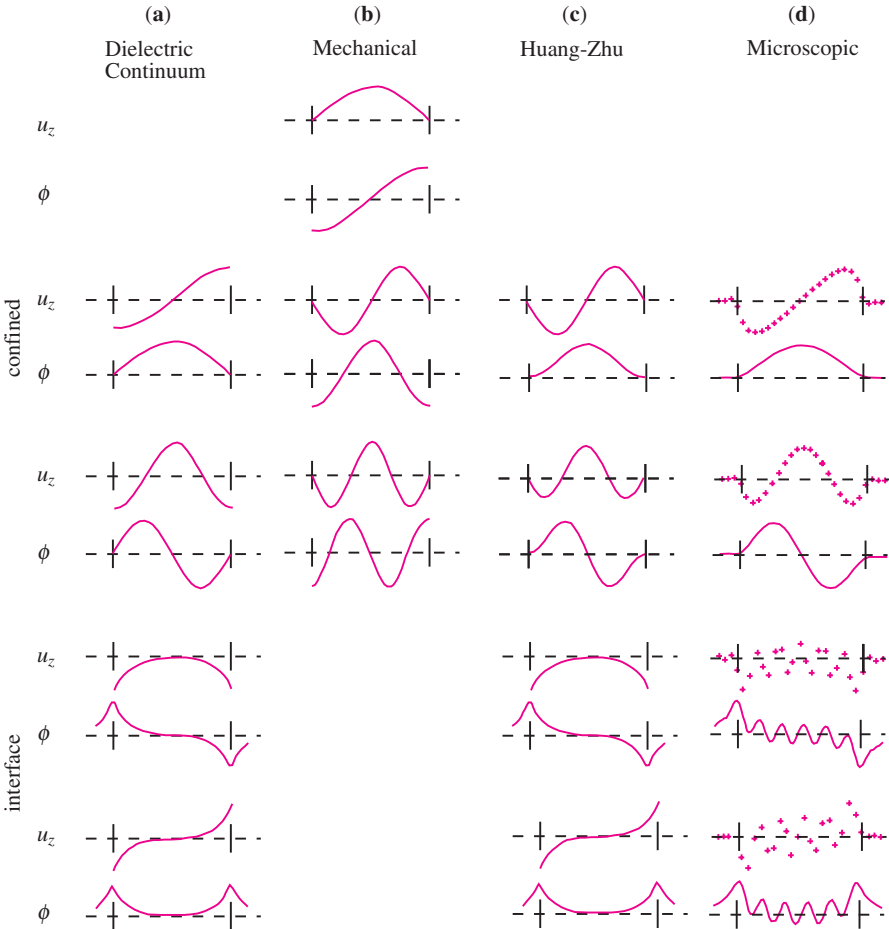 (a) (b) (c) (d)
Dielectric Continuum Mechanical Huang-Zhu Microscopic
u_z
ϕ
confined
u_z
ϕ
u_z
ϕ
interface
u_z
ϕ
u_z
ϕ